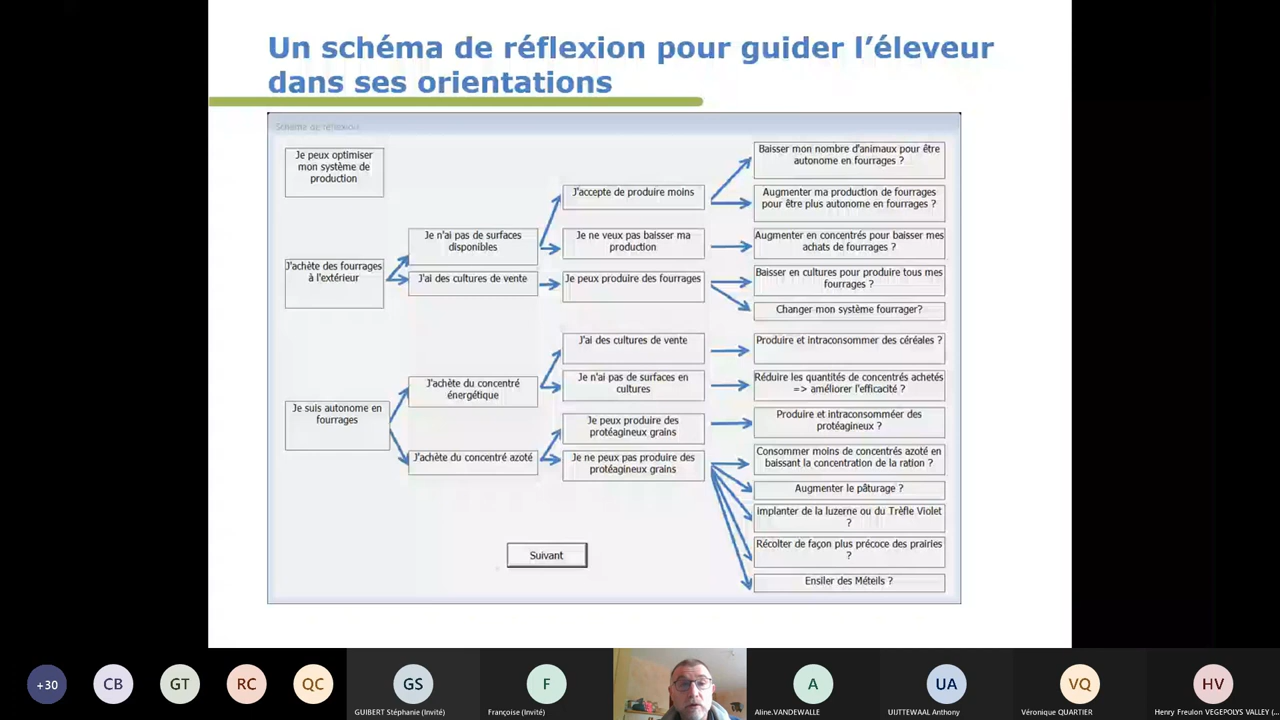 Un schéma de réflexion pour guider l'éleveur
dans ses orientations
Schéma de réflexion
Je peux optimiser
mon système de
production
J'achète des fourrages
à l'extérieur
Je suis autonome en
fourrages
Je n'ai pas de surfaces
disponibles
J'ai des cultures de vente
J'achète du concentré
énergétique
J'achète du concentré azoté
J'accepte de produire moins
Je ne veux pas baisser ma
production
Je peux produire des fourrages
J'ai des cultures de vente
Je n'ai pas de surfaces en
cultures
Je peux produire des
protéagineux grains
Je ne peux pas produire des
protéagineux grains
Baisser mon nombre d'animaux pour être
autonome en fourrages ?
Augmenter ma production de fourrages
pour être plus autonome en fourrages ?
Augmenter en concentrés pour baisser mes
achats de fourrages ?
Baisser en cultures pour produire tous mes
fourrages ?
Changer mon système fourrager?
Produire et intraconsommer des céréales ?
Réduire les quantités de concentrés achetés
=> améliorer l'efficacité ?
Produire et intraconsomméer des
protéagineux ?
Consommer moins de concentrés azoté en
baissant la concentration de la ration ?
Augmenter le pâturage ?
implanter de la luzerne ou du Trèfle Violet
?
Récolter de façon plus précoce des prairies
?
Ensiler des Méteils ?
Suivant
+30
CB
GT
RC
QC
GS
F
A
UA
VQ
HV
GUIBERT Stéphanie (Invité)
Françoise (Invité)
Aline.VANDEWALLE
UIJTTEWAAL Anthony
Véronique QUARTIER
Henry Freulon VEGEPOLYS VALLEY (...